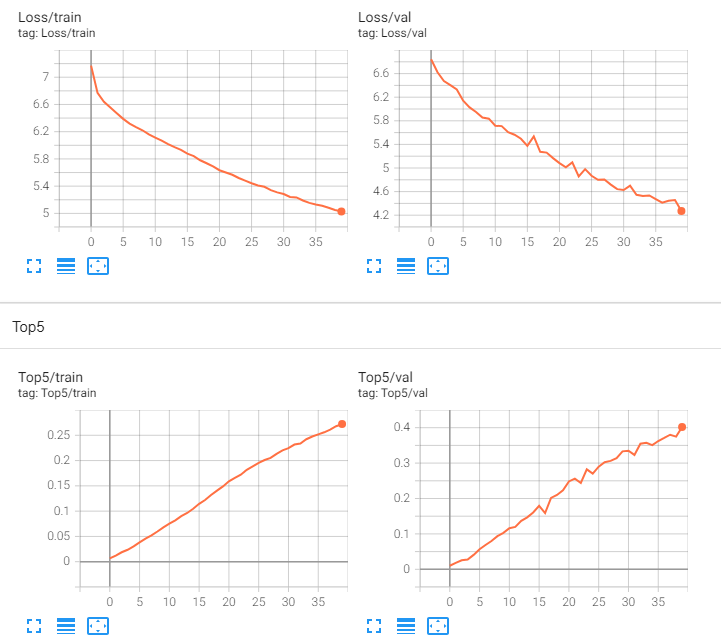 Loss/train
tag: Loss/train
7
6.6
6.2
5.8
5.4
5
0 5 10 15 20 25 30 35
Loss/val
tag: Loss/val
6.6
6.2
5.8
5.4
5
4.6
4.2
0 5 10 15 20 25 30 35
Top5
Top5/train
tag: Top5/train
0.25
0.2
0.15
0.1
0.05
0
0 5 10 15 20 25 30 35
Top5/val
tag: Top5/val
0.4
0.3
0.2
0.1
0
0 5 10 15 20 25 30 35